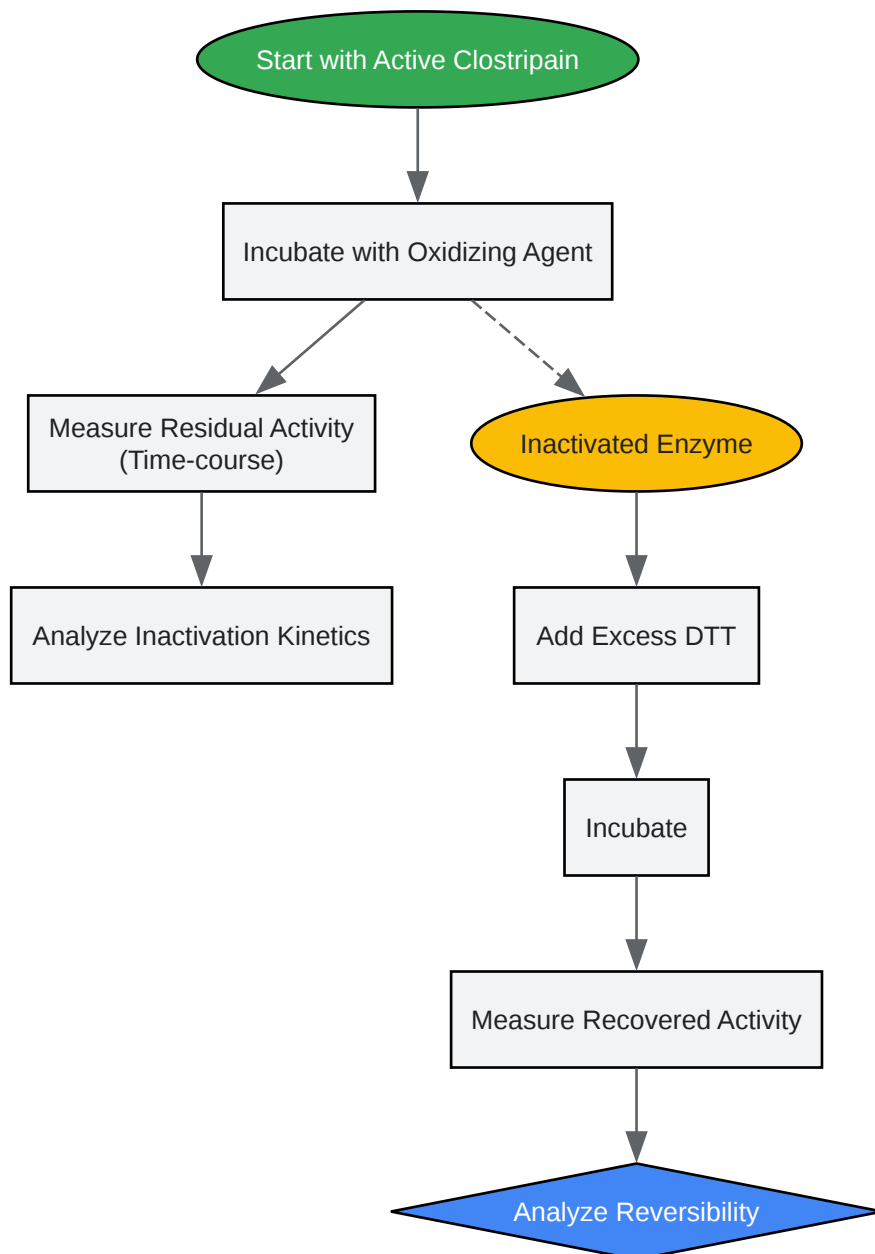 Start with Active Clostripain
Incubate with Oxidizing Agent
Measure Residual Activity
(Time-course)
Inactivated Enzyme
Analyze Inactivation Kinetics
Add Excess DTT
Incubate
Measure Recovered Activity
Analyze Reversibility